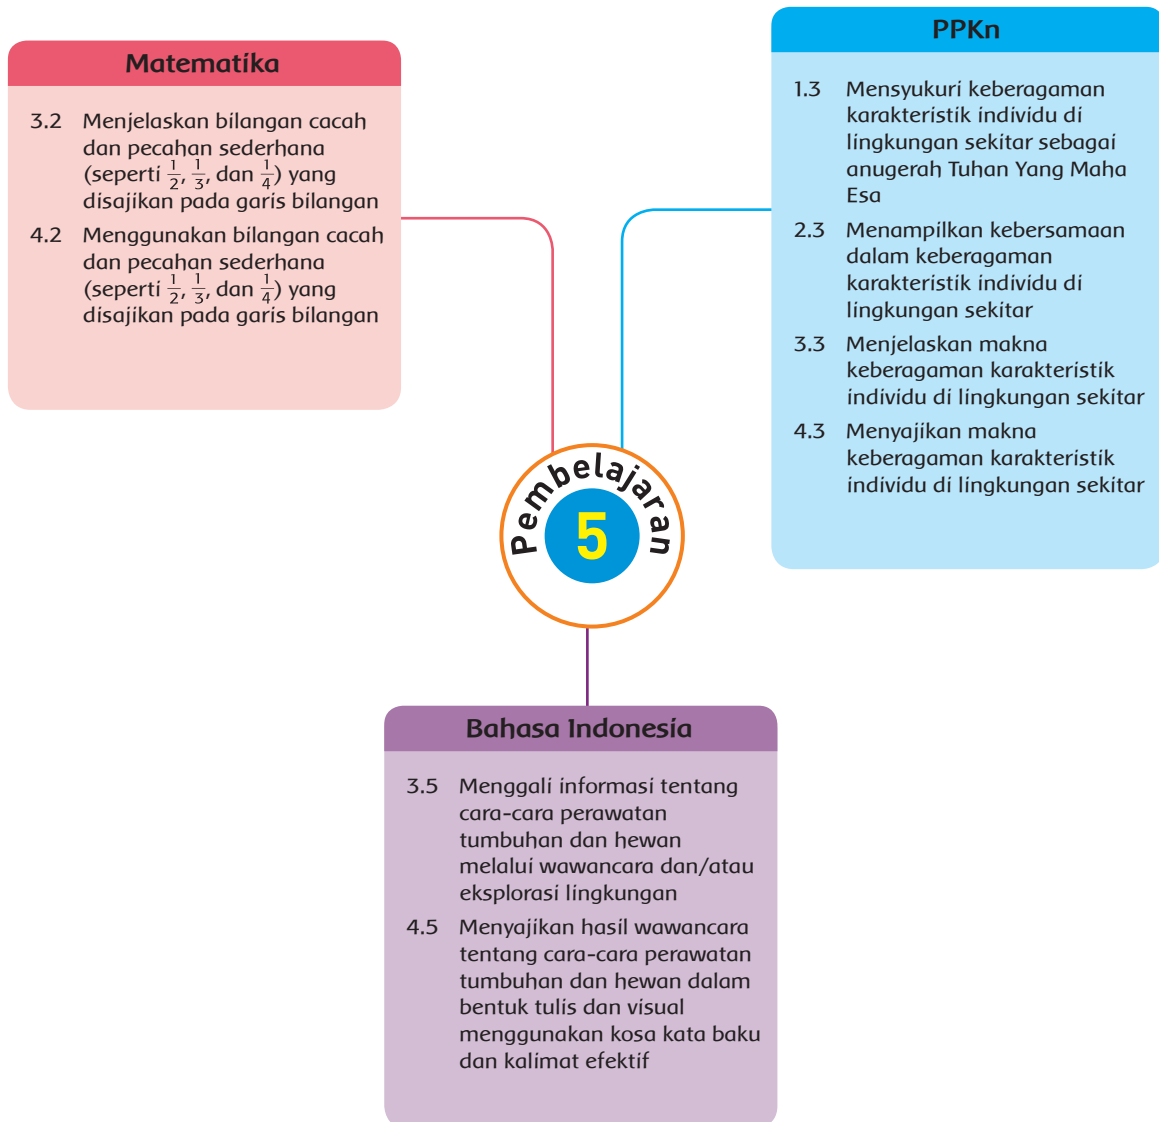 Matematika
3.2 Menjelaskan bilangan cacah
dan pecahan sederhana
(seperti 1/2, 1/3, dan 1/4) yang
disajikan pada garis bilangan
4.2 Menggunakan bilangan cacah
dan pecahan sederhana
(seperti 1/2, 1/3, dan 1/4) yang
disajikan pada garis bilangan
PPKn
1.3 Mensyukuri keberagaman
karakteristik individu di
lingkungan sekitar sebagai
anugerah Tuhan Yang Maha
Esa
2.3 Menampilkan kebersamaan
dalam keberagaman
karakteristik individu di
lingkungan sekitar
3.3 Menjelaskan makna
keberagaman karakteristik
individu di lingkungan sekitar
4.3 Menyajikan makna
keberagaman karakteristik
individu di lingkungan sekitar
Pembelajaran
5
Bahasa Indonesia
3.5 Menggali informasi tentang
cara-cara perawatan
tumbuhan dan hewan
melalui wawancara dan/atau
eksplorasi lingkungan
4.5 Menyajikan hasil wawancara
tentang cara-cara perawatan
tumbuhan dan hewan dalam
bentuk tulis dan visual
menggunakan kosa kata baku
dan kalimat efektif